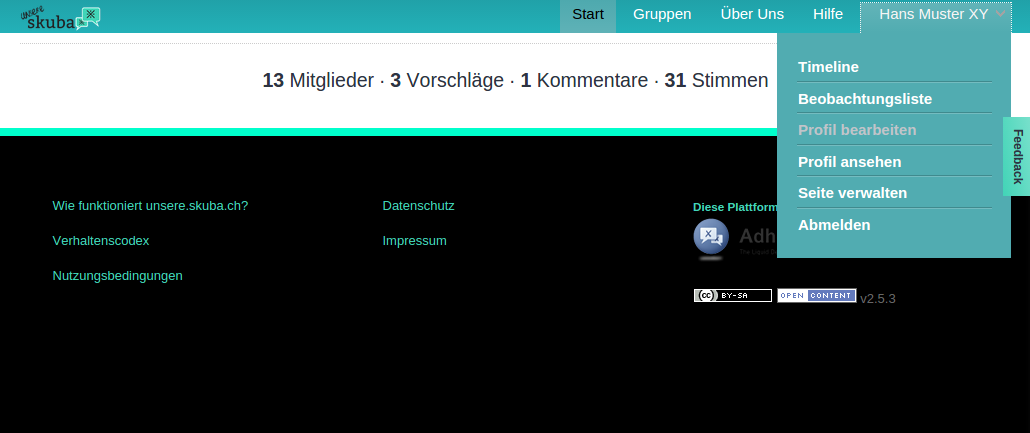 unsere
skuba
Start Gruppen Über Uns Hilfe Hans Muster XY
Timeline
Beobachtungsliste
Profil bearbeiten
Profil ansehen
Seite verwalten
Abmelden
Feedback
13 Mitglieder · 3 Vorschläge · 1 Kommentare · 31 Stimmen
Wie funktioniert unsere.skuba.ch?
Verhaltenscodex
Nutzungsbedingungen
Datenschutz
Impressum
Diese Plattform
X
Adh
The Liquid
cc BY-SA OPEN CONTENT v2.5.3